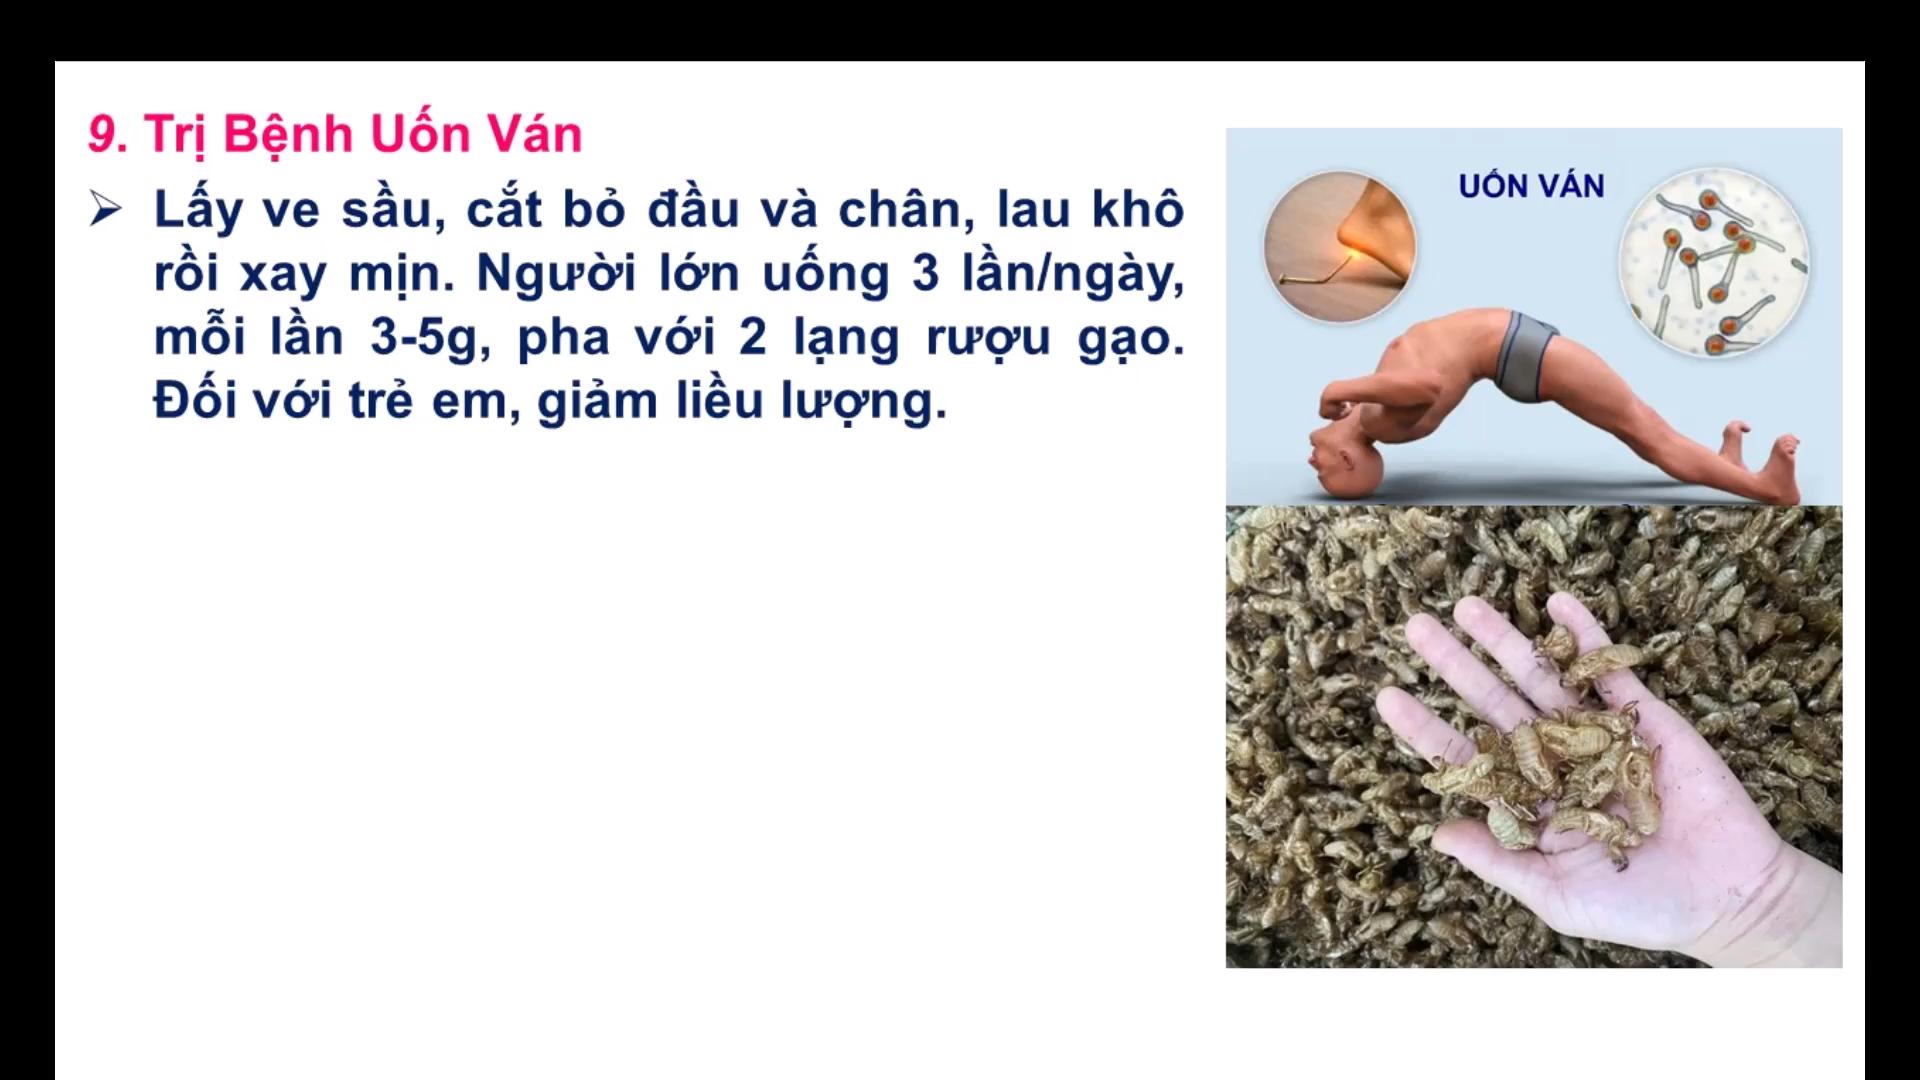 9. Trị Bệnh Uốn Ván
➢ Lấy ve sầu, cắt bỏ đầu và chân, lau khô
rồi xay mịn. Người lớn uống 3 lần/ngày,
mỗi lần 3-5g, pha với 2 lạng rượu gạo.
Đối với trẻ em, giảm liều lượng.
UỐN VÁN